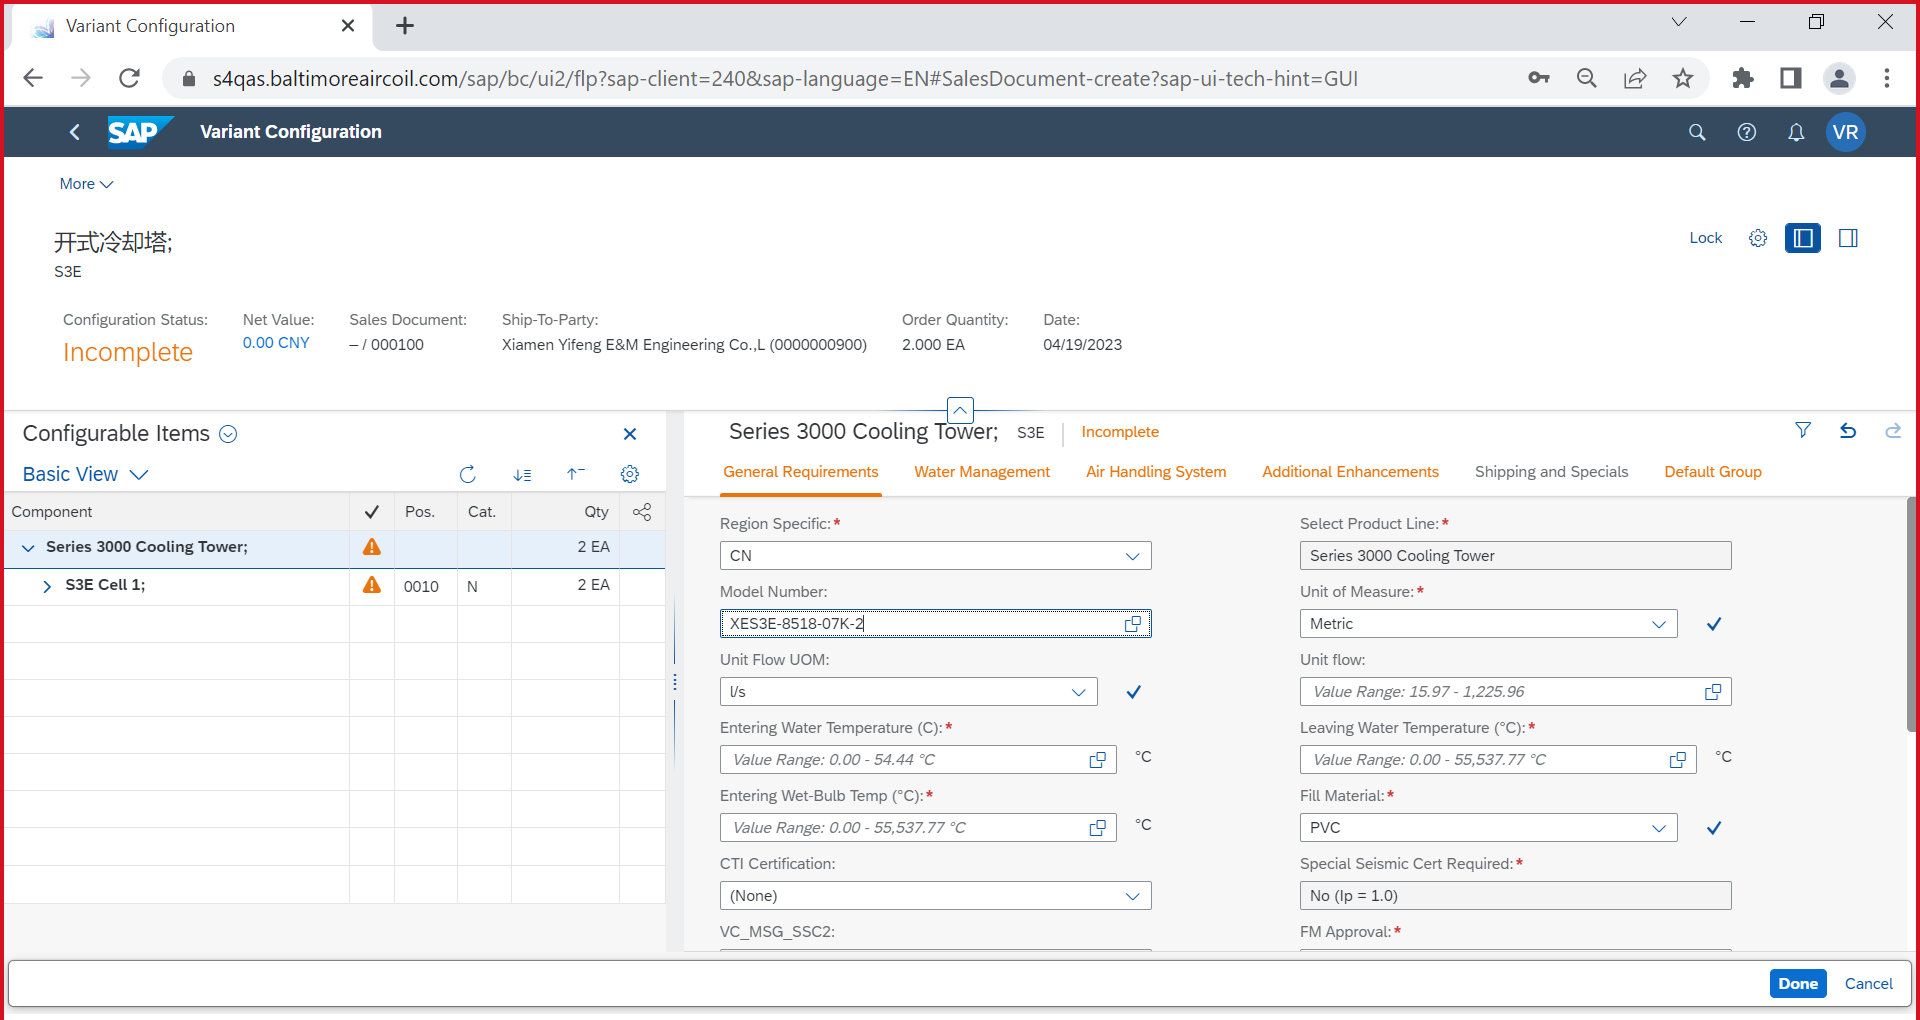 Variant Configuration
s4qas.baltimoreaircoil.com/sap/bc/ui2/flp?sap-client=240&sap-language=EN#SalesDocument-create?sap-ui-tech-hint=GUI
SAP Variant Configuration VR
More
开式冷却塔;
S3E
Lock
Configuration Status: Net Value: Sales Document: Ship-To-Party: Order Quantity: Date:
Incomplete 0.00 CNY – / 000100 Xiamen Yifeng E&M Engineering Co.,L (0000000900) 2.000 EA 04/19/2023
Configurable Items
Basic View
Component Pos. Cat. Qty
Series 3000 Cooling Tower; 2 EA
S3E Cell 1; 0010 N 2 EA
Series 3000 Cooling Tower; S3E Incomplete
General Requirements Water Management Air Handling System Additional Enhancements Shipping and Specials Default Group
Region Specific:* Select Product Line:*
CN Series 3000 Cooling Tower
Model Number: Unit of Measure:*
XES3E-8518-07K-2 Metric
Unit Flow UOM: Unit flow:
l/s Value Range: 15.97 - 1,225.96
Entering Water Temperature (C):* Leaving Water Temperature (°C):*
Value Range: 0.00 - 54.44 °C °C Value Range: 0.00 - 55,537.77 °C °C
Entering Wet-Bulb Temp (°C):* Fill Material:*
Value Range: 0.00 - 55,537.77 °C °C PVC
CTI Certification: Special Seismic Cert Required:*
(None) No (Ip = 1.0)
VC_MSG_SSC2: FM Approval:*
Done Cancel